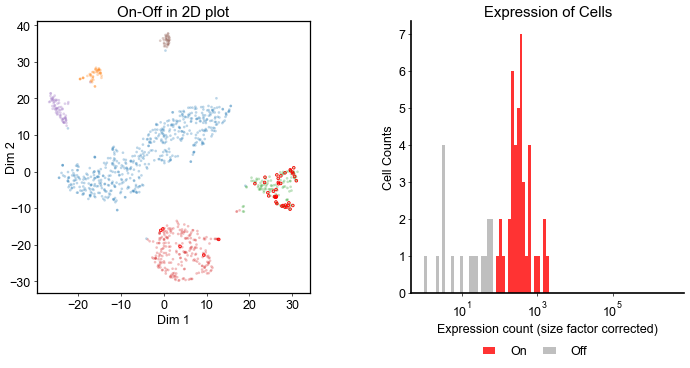 On-Off in 2D plot
40
30
20
10
0
−10
−20
−30
Dim 2
−20 −10 0 10 20 30
Dim 1
Expression of Cells
7
6
5
4
3
2
1
0
Cell Counts
10^1 10^3 10^5
Expression count (size factor corrected)
On Off